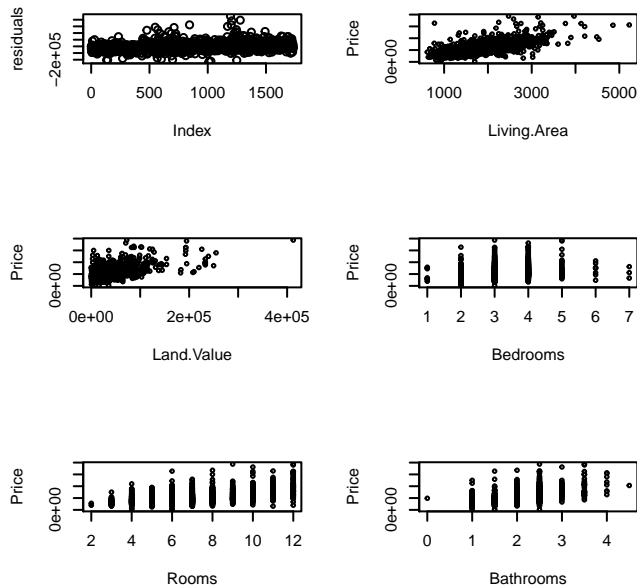 residuals
−2e+05
0 500 1000 1500
Index
Price
0e+00
1000 3000 5000
Living.Area
Price
0e+00
0e+00 2e+05 4e+05
Land.Value
Price
0e+00
1 2 3 4 5 6 7
Bedrooms
Price
0e+00
2 4 6 8 10 12
Rooms
Price
0e+00
0 1 2 3 4
Bathrooms